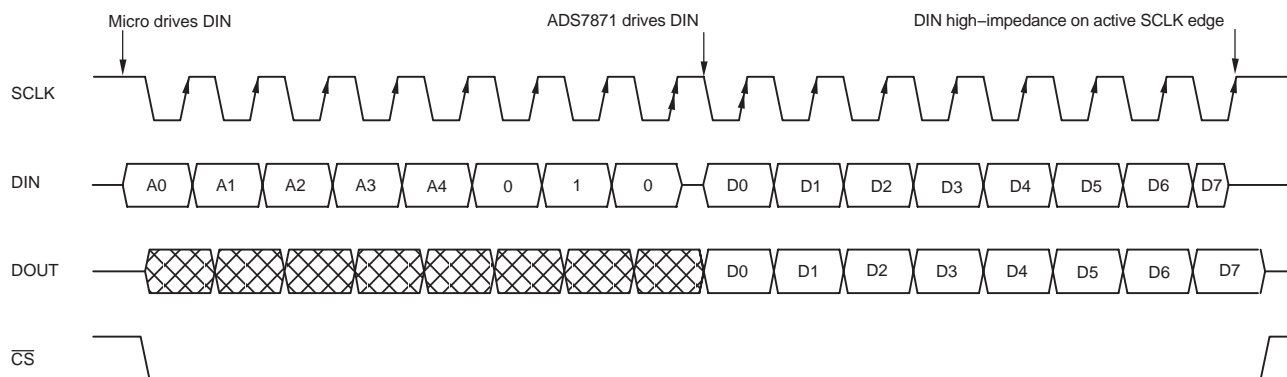 Micro drives DIN
ADS7871 drives DIN
DIN high−impedance on active SCLK edge
SCLK
DIN
A0 A1 A2 A3 A4 0 1 0 D0 D1 D2 D3 D4 D5 D6 D7
DOUT
D0 D1 D2 D3 D4 D5 D6 D7
CS